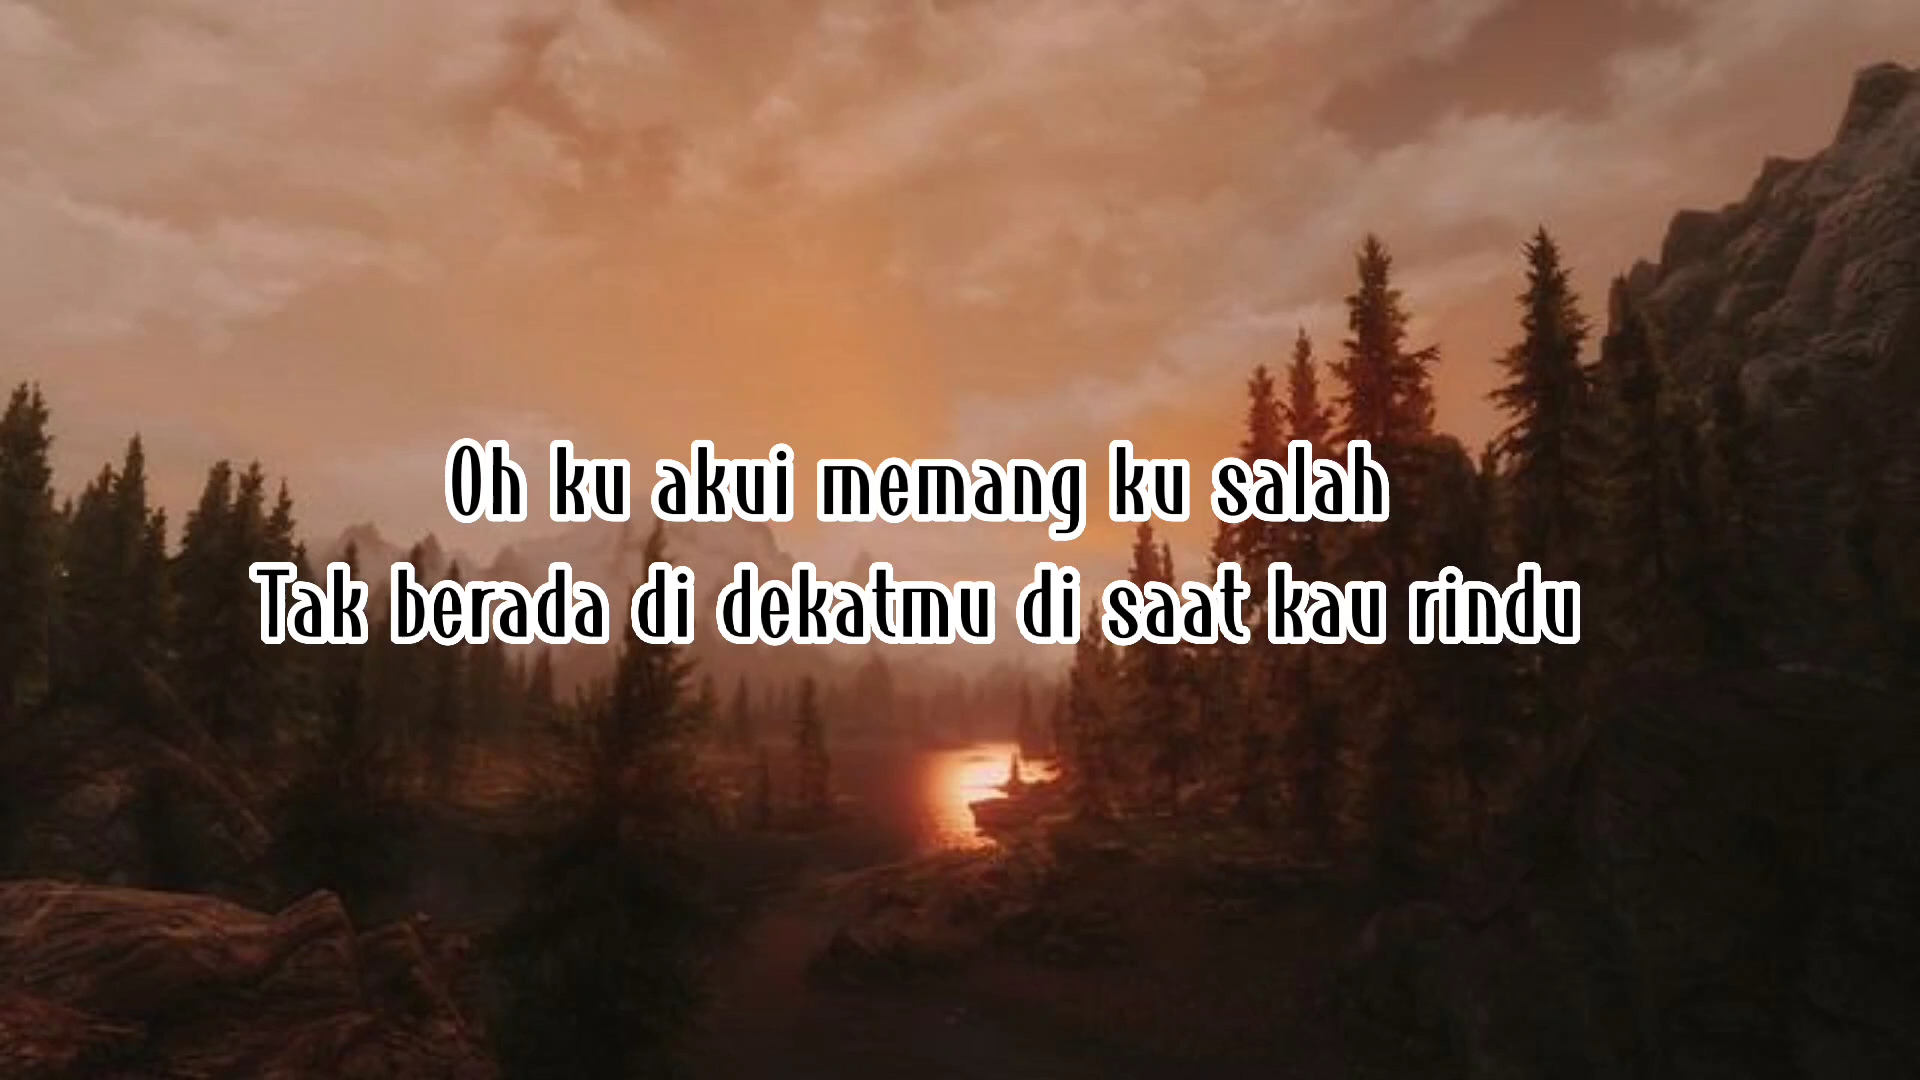 Oh ku akui memang ku salah
Tak berada di dekatmu di saat kau rindu